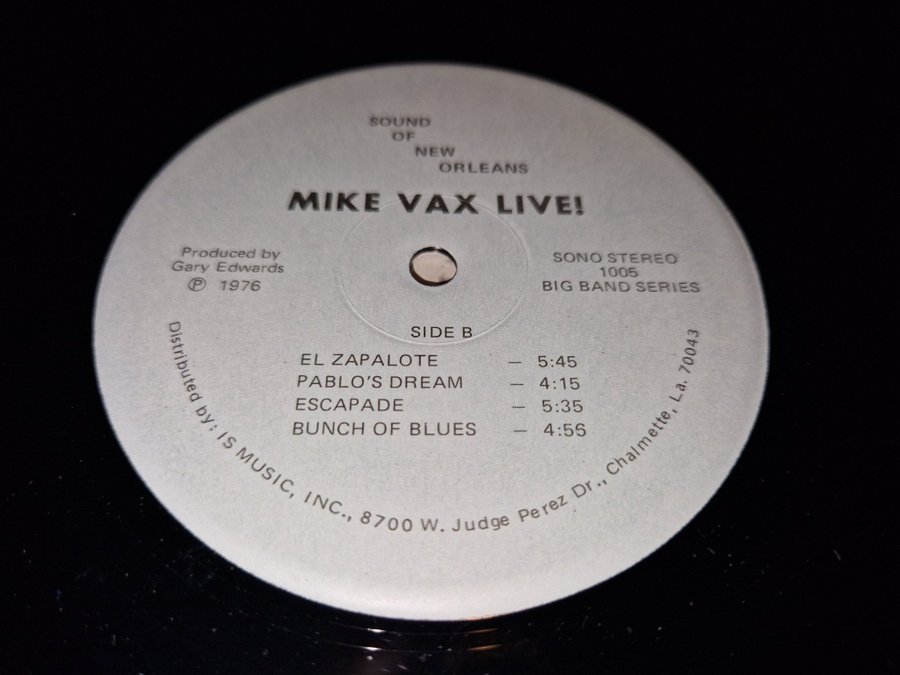 SOUND
OF
NEW
ORLEANS
MIKE VAX LIVE!
Produced by
Gary Edwards
℗ 1976
SONO STEREO
1005
BIG BAND SERIES
SIDE B
EL ZAPALOTE – 5:45
PABLO'S DREAM – 4:15
ESCAPADE – 5:35
BUNCH OF BLUES – 4:56
Distributed by: IS MUSIC, INC., 8700 W. Judge Perez Dr., Chalmette, La. 70043